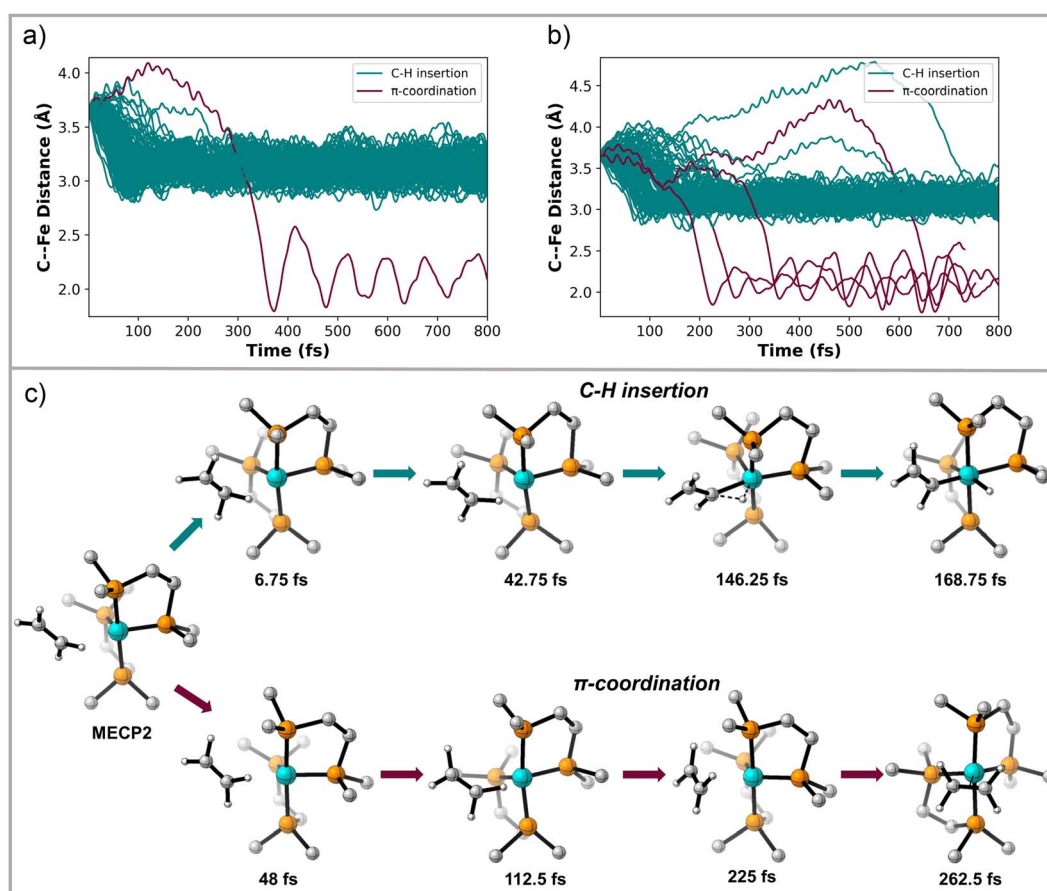 a)
C-H insertion
π-coordination
4.0
3.5
3.0
2.5
2.0
C--Fe Distance (Å)
100 200 300 400 500 600 700 800
Time (fs)
b)
C-H insertion
π-coordination
4.5
4.0
3.5
3.0
2.5
2.0
C--Fe Distance (Å)
100 200 300 400 500 600 700 800
Time (fs)
c)
C-H insertion
6.75 fs 42.75 fs 146.25 fs 168.75 fs
MECP2
π-coordination
48 fs 112.5 fs 225 fs 262.5 fs